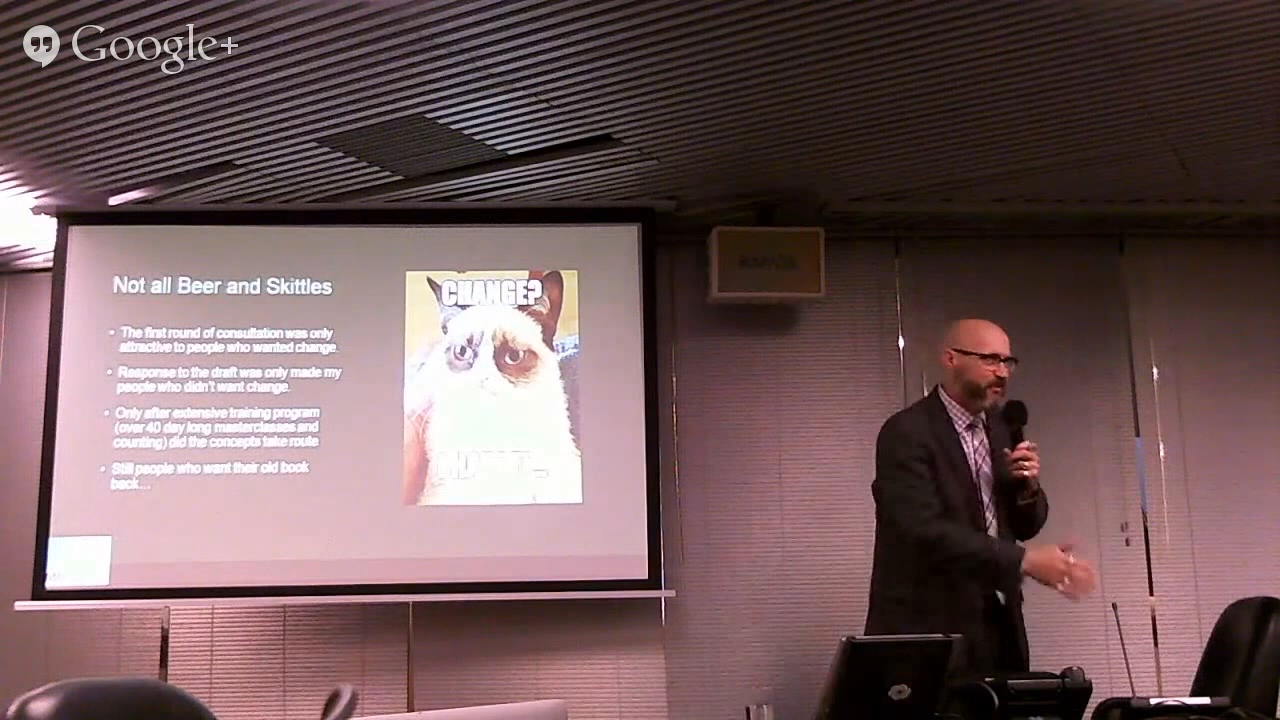 Google+
Not all Beer and Skittles
CHANGE?
• The first round of consultation was only
attractive to people who wanted change.
• Response to the draft was only made my
people who didn't want change.
• Only after extensive training program
(over 40 day long masterclasses and
counting) did the concepts take route
• Still people who want their old book
back...